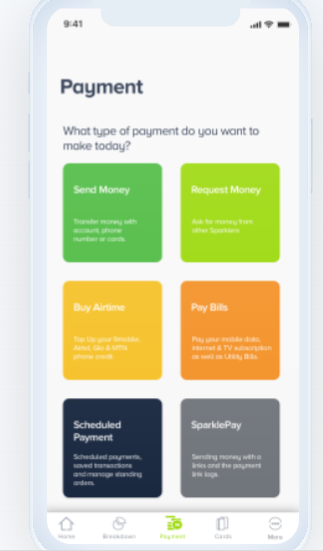 9:41
Payment
What type of payment do you want to
make today?
Send Money
Transfer money with
account, phone
number or cards.
Request Money
Ask for money from
other Sparklers
Buy Airtime
Top Up your 9mobile,
Airtel, Glo & MTN
phone credit
Pay Bills
Pay your mobile data,
internet & TV subscription
as well as Utility Bills.
Scheduled
Payment
Scheduled payments,
saved transactions
and manage standing
orders.
SparklePay
Sending money with a
links and the payment
link logs.
Home
Breakdown
Payment
Cards
More